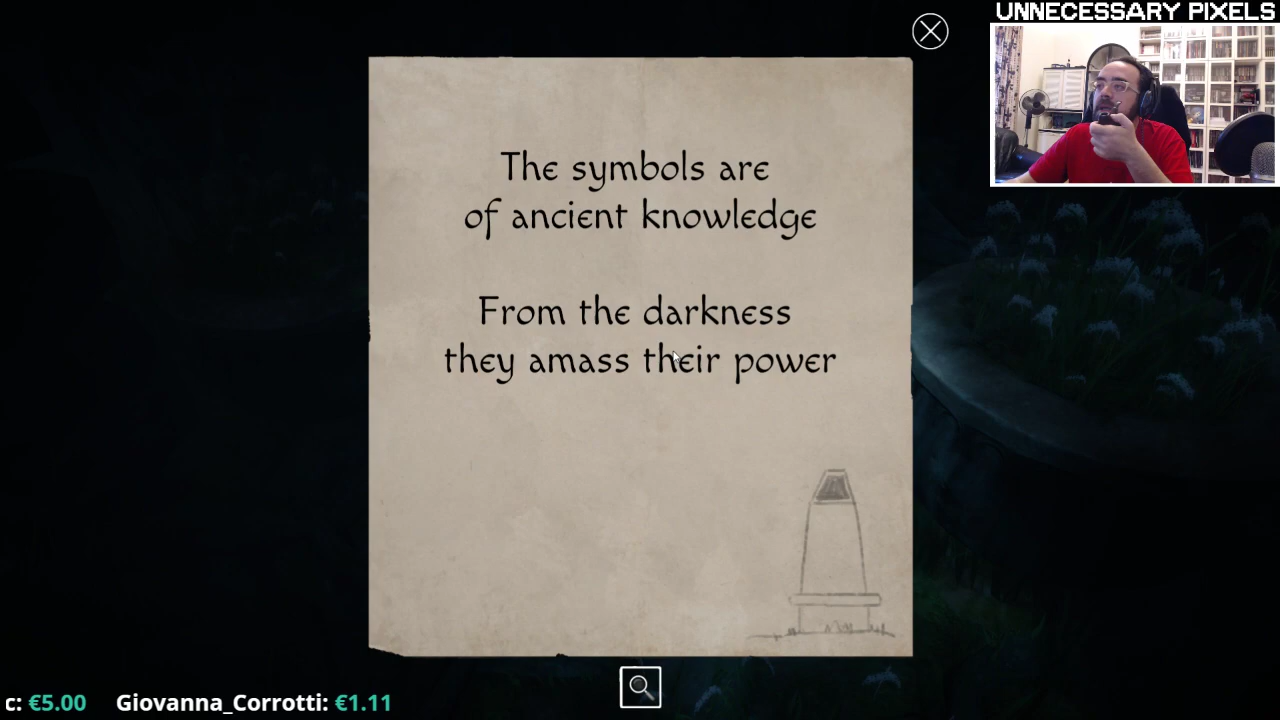 UNNECESSARY PIXELS
The symbols are
of ancient knowledge
From the darkness
they amass their power
c: €5.00 Giovanna_Corrotti: €1.11